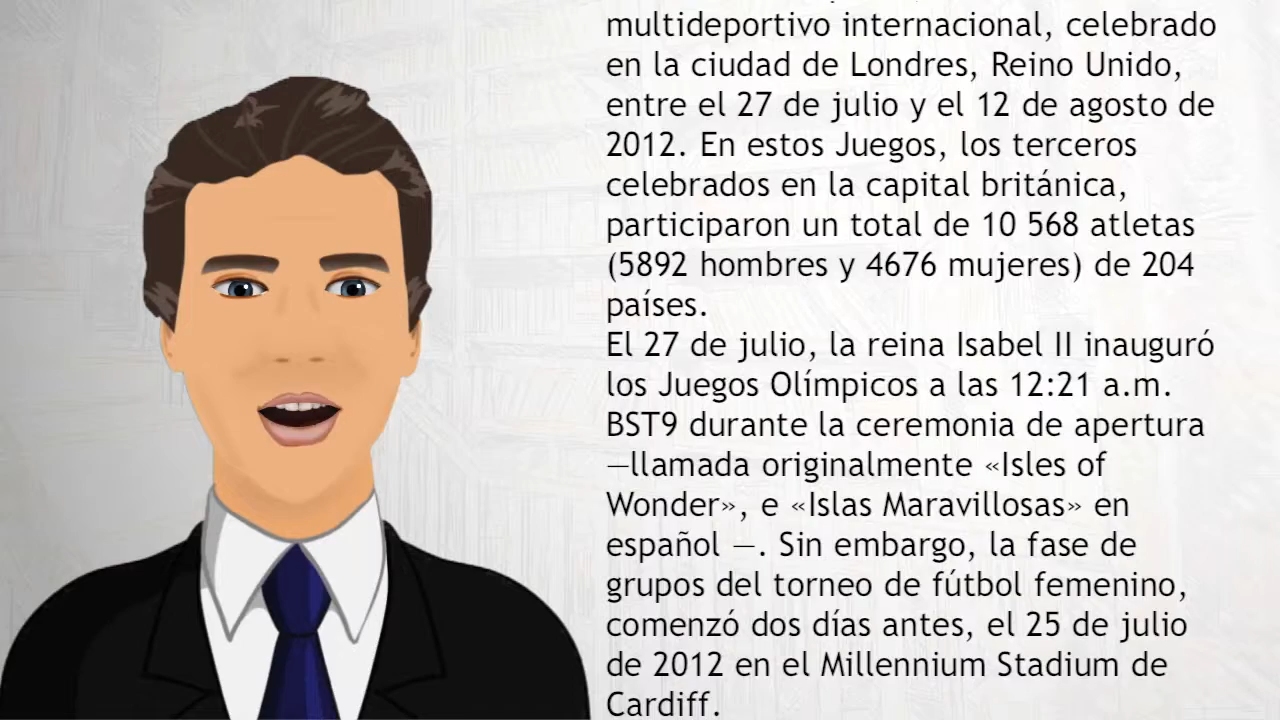 multideportivo internacional, celebrado
en la ciudad de Londres, Reino Unido,
entre el 27 de julio y el 12 de agosto de
2012. En estos Juegos, los terceros
celebrados en la capital británica,
participaron un total de 10 568 atletas
(5892 hombres y 4676 mujeres) de 204
países.
El 27 de julio, la reina Isabel II inauguró
los Juegos Olímpicos a las 12:21 a.m.
BST9 durante la ceremonia de apertura
—llamada originalmente «Isles of
Wonder», e «Islas Maravillosas» en
español —. Sin embargo, la fase de
grupos del torneo de fútbol femenino,
comenzó dos días antes, el 25 de julio
de 2012 en el Millennium Stadium de
Cardiff.